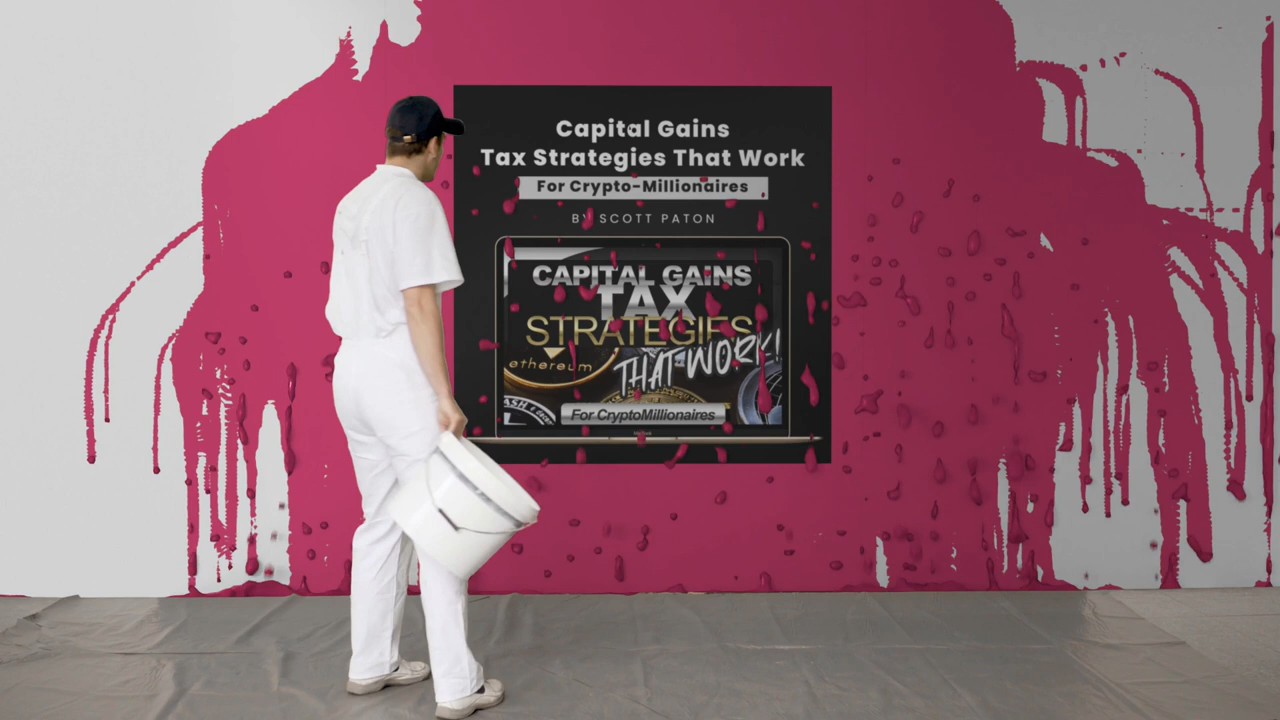 Capital Gains
Tax Strategies That Work
For Crypto-Millionaires
BY SCOTT PATON
CAPITAL GAINS
TAX
STRATEGIES
THAT WORK!
ethereum
For CryptoMillionaires